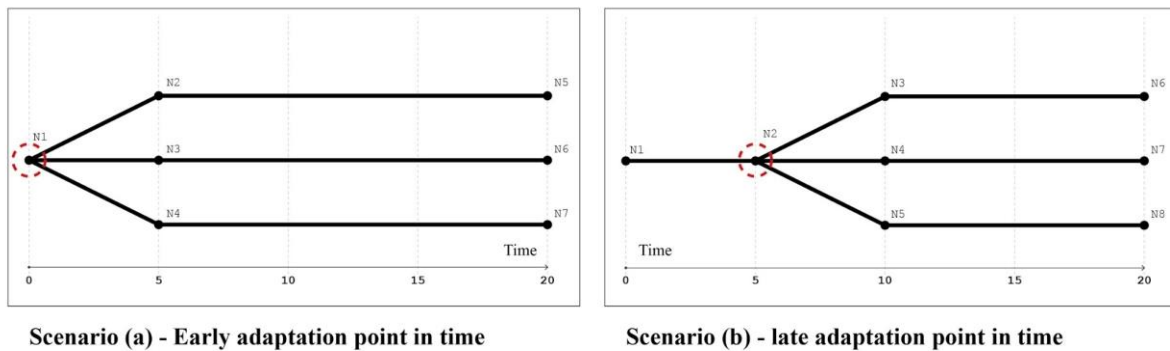 N2
N5
N1
N3
N6
N4
N7
Time
0 5 10 15 20
Scenario (a) - Early adaptation point in time
N3
N6
N2
N1
N4
N7
N5
N8
Time
0 5 10 15 20
Scenario (b) - late adaptation point in time